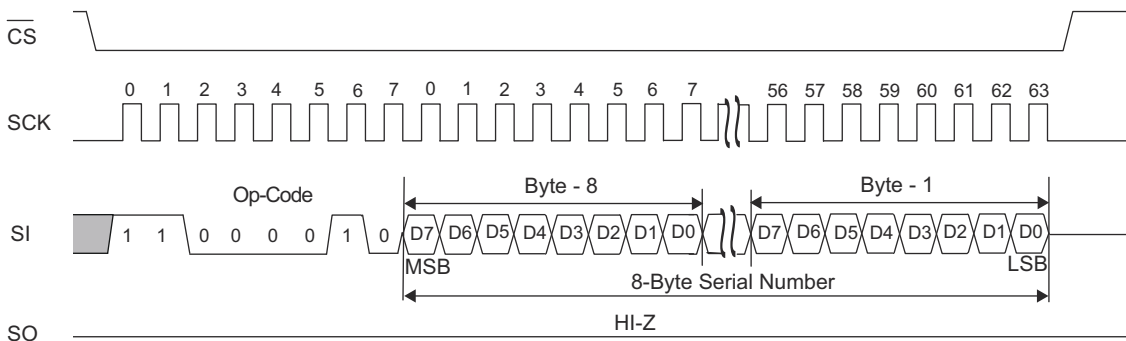 CS
0 1 2 3 4 5 6 7 0 1 2 3 4 5 6 7 56 57 58 59 60 61 62 63
SCK
Op-Code Byte - 8 Byte - 1
SI 1 1 0 0 0 0 1 0 D7 D6 D5 D4 D3 D2 D1 D0 D7 D6 D5 D4 D3 D2 D1 D0
MSB LSB
8-Byte Serial Number
HI-Z
SO